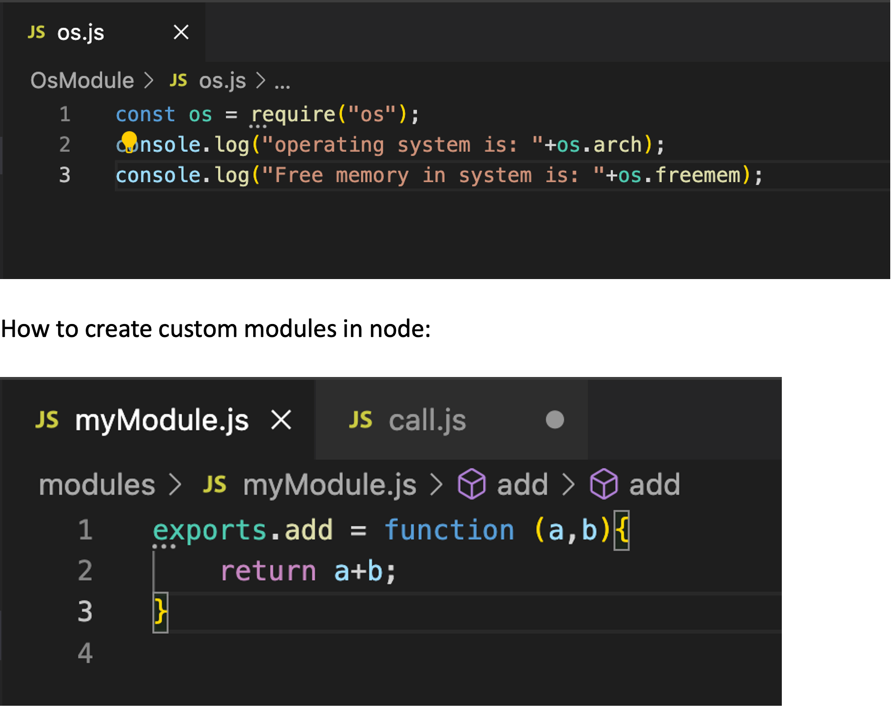 JS os.js ×
OsModule > JS os.js > ...
1 const os = require("os");
2 console.log("operating system is: "+os.arch);
3 console.log("Free memory in system is: "+os.freemem);
How to create custom modules in node:
JS myModule.js × JS call.js ●
modules > JS myModule.js > add > add
1 exports.add = function (a,b){
2 return a+b;
3 }
4